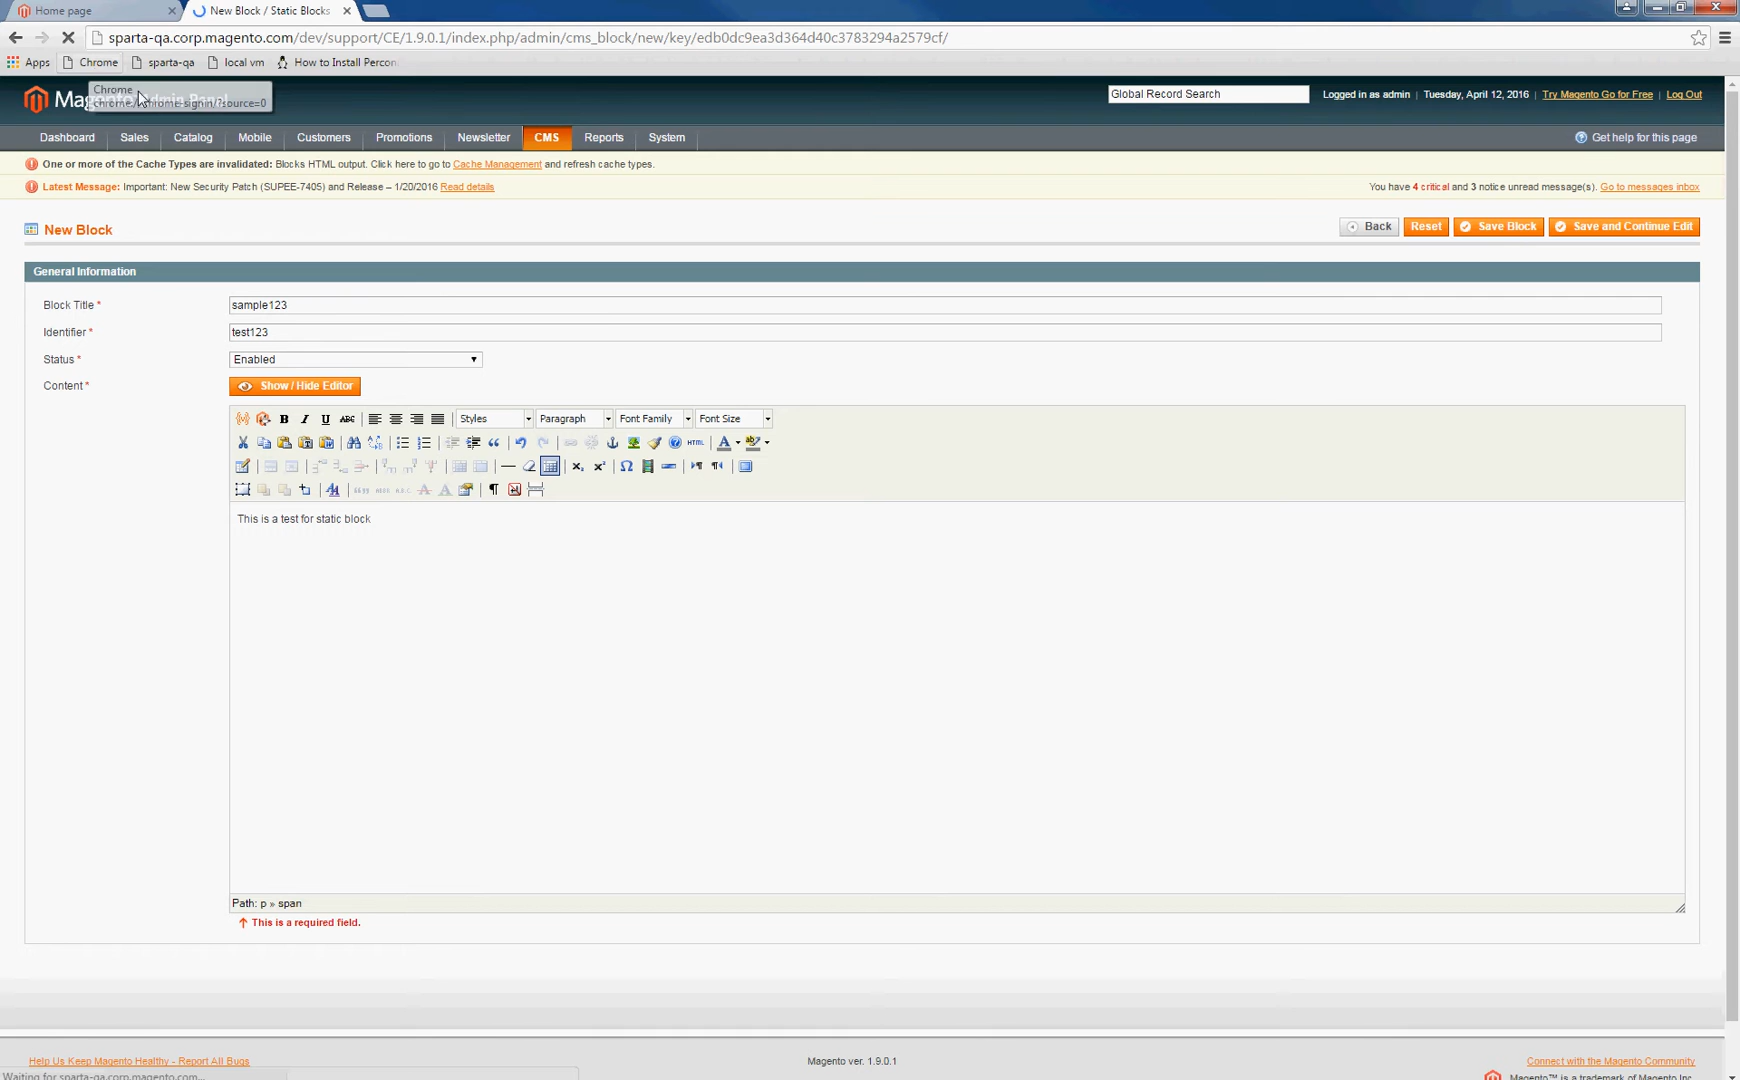 Home page
New Block / Static Blocks
sparta-qa.corp.magento.com/dev/support/CE/1.9.0.1/index.php/admin/cms_block/new/key/edb0dc9ea3d364d40c3783294a2579cf/
Apps Chrome sparta-qa local vm How to Install Percon
Chrome
Global Record Search
Logged in as admin | Tuesday, April 12, 2016 | Try Magento Go for Free | Log Out
Dashboard Sales Catalog Mobile Customers Promotions Newsletter CMS Reports System
Get help for this page
One or more of the Cache Types are invalidated: Blocks HTML output. Click here to go to Cache Management and refresh cache types.
Latest Message: Important: New Security Patch (SUPEE-7405) and Release – 1/20/2016 Read details
You have 4 critical and 3 notice unread message(s). Go to messages inbox
New Block
Back Reset Save Block Save and Continue Edit
General Information
Block Title * sample123
Identifier * test123
Status * Enabled
Content * Show / Hide Editor
B I U ABC Styles Paragraph Font Family Font Size
HTML A ab
This is a test for static block
Path: p » span
This is a required field.
Help Us Keep Magento Healthy - Report All Bugs
Magento ver. 1.9.0.1
Connect with the Magento Community
Magento™ is a trademark of Magento Inc.
Waiting for sparta-qa.corp.magento.com...